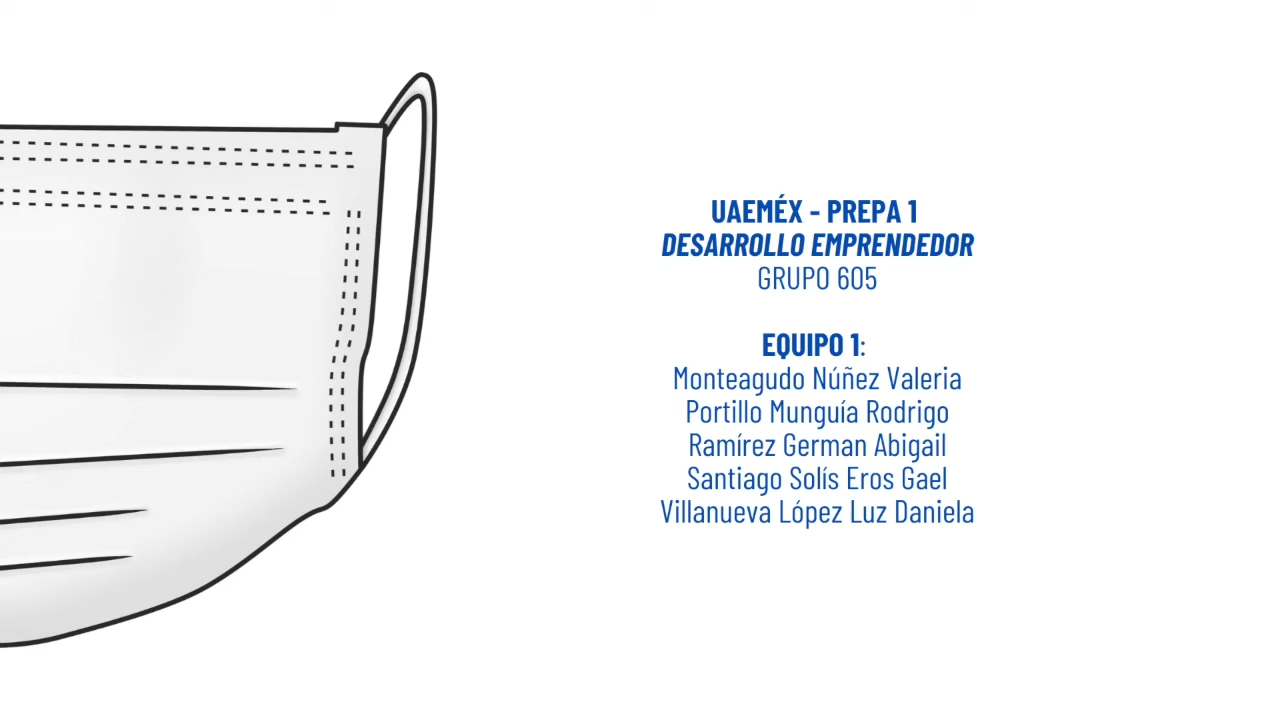 UAEMÉX - PREPA 1
DESARROLLO EMPRENDEDOR
GRUPO 605
EQUIPO 1:
Monteagudo Núñez Valeria
Portillo Munguía Rodrigo
Ramírez German Abigail
Santiago Solís Eros Gael
Villanueva López Luz Daniela